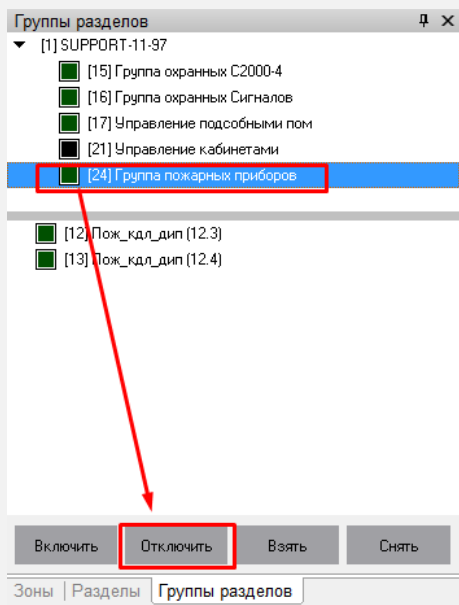 Группы разделов
[1] SUPPORT-11-97
[15] Группа охранных С2000-4
[16] Группа охранных Сигналов
[17] Управление подсобными пом
[21] Управление кабинетами
[24] Группа пожарных приборов
[12] Пож_кдл_дип (12.3)
[13] Пож_кдл_дип (12.4)
Включить Отключить Взять Снять
Зоны | Разделы Группы разделов